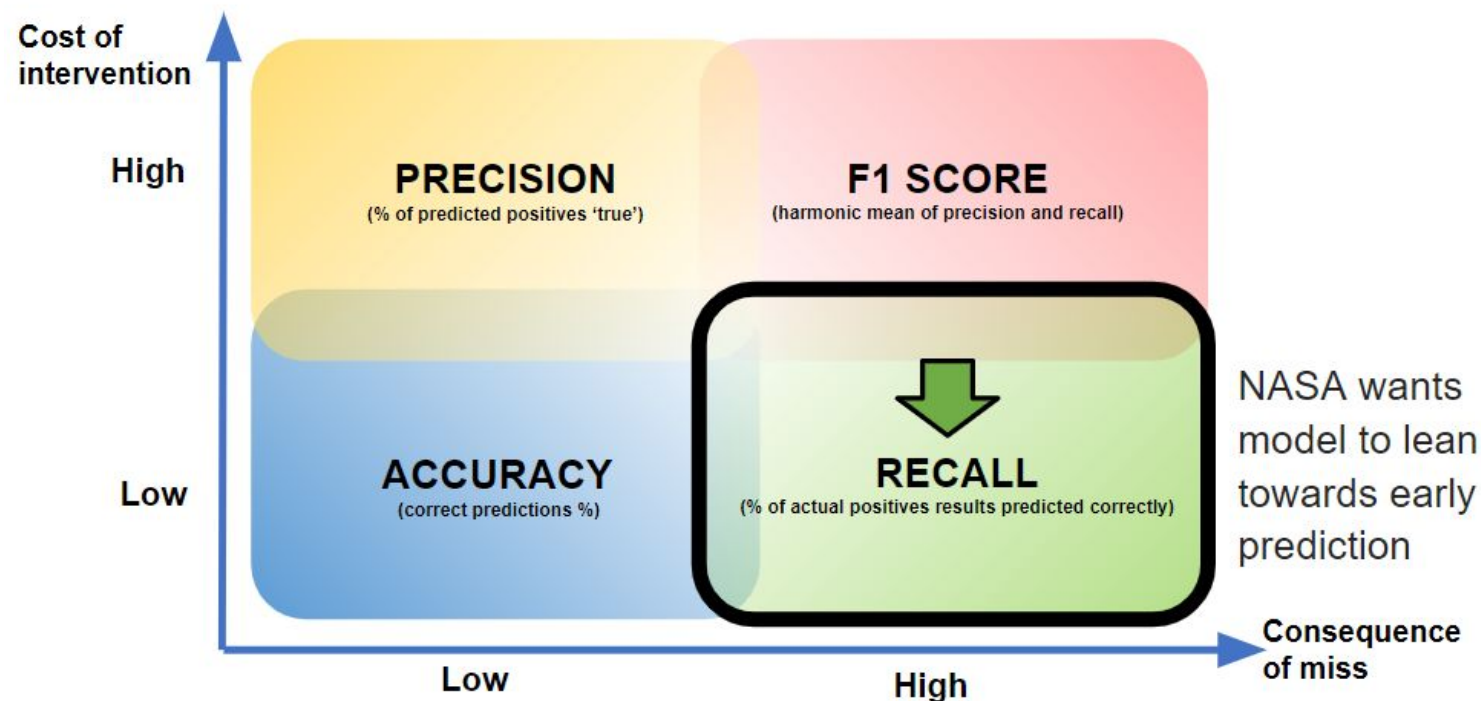 Cost of
intervention
High
PRECISION
(% of predicted positives ‘true’)
F1 SCORE
(harmonic mean of precision and recall)
Low
ACCURACY
(correct predictions %)
RECALL
(% of actual positives results predicted correctly)
NASA wants
model to lean
towards early
prediction
Low
High
Consequence
of miss